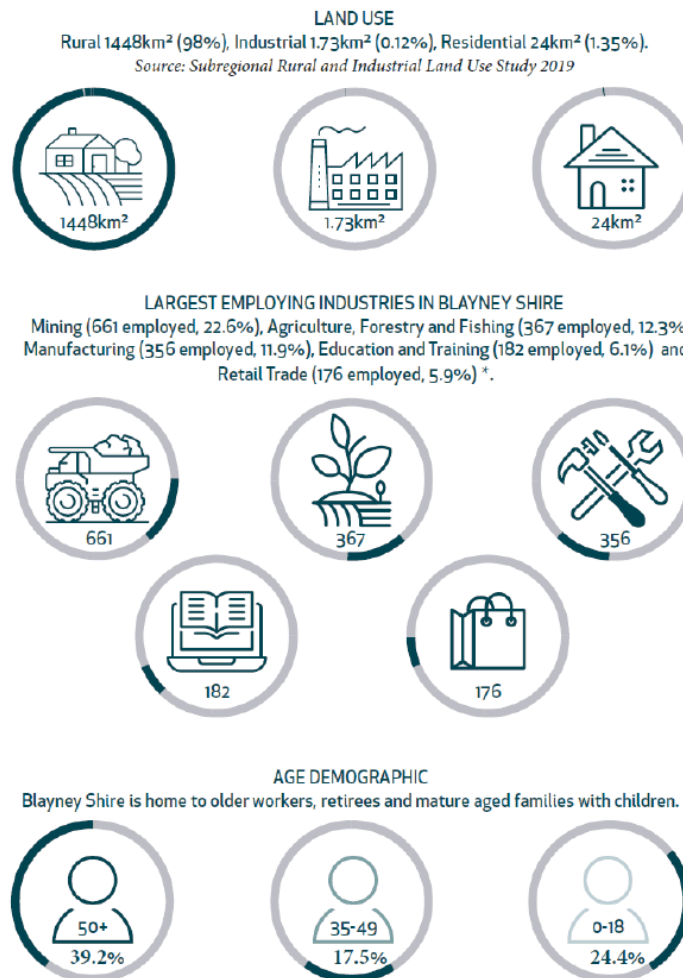 LAND USE
Rural 1448km² (98%), Industrial 1.73km² (0.12%), Residential 24km² (1.35%).
Source: Subregional Rural and Industrial Land Use Study 2019
1448km²
1.73km²
24km²
LARGEST EMPLOYING INDUSTRIES IN BLAYNEY SHIRE
Mining (661 employed, 22.6%), Agriculture, Forestry and Fishing (367 employed, 12.3%
Manufacturing (356 employed, 11.9%), Education and Training (182 employed, 6.1%) and
Retail Trade (176 employed, 5.9%) *.
661
367
356
182
176
AGE DEMOGRAPHIC
Blayney Shire is home to older workers, retirees and mature aged families with children.
50+
39.2%
35-49
17.5%
0-18
24.4%